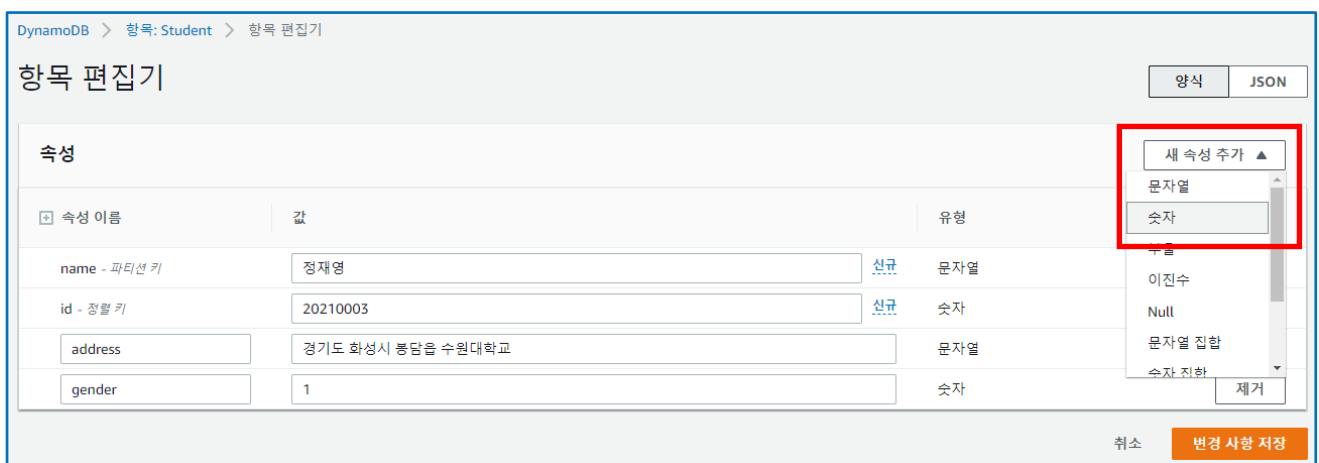 DynamoDB > 항목: Student > 항목 편집기
항목 편집기
양식 JSON
속성
새 속성 추가 ▲
문자열
숫자
이진수
Null
문자열 집합
숫자 집합
속성 이름 값 유형
name - 파티션 키 정재영 신규 문자열
id - 정렬 키 20210003 신규 숫자
address 경기도 화성시 봉담읍 수원대학교 문자열
gender 1 숫자 제거
취소 변경 사항 저장